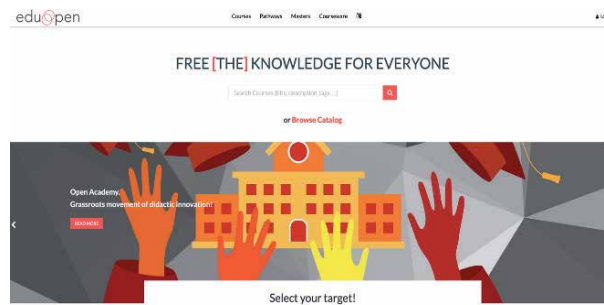 eduopen
Courses Pathways Masters Courseware
FREE [THE] KNOWLEDGE FOR EVERYONE
Search Courses (title, description, tags, ...)
or Browse Catalog
Open Academy.
Grassroots movement of didactic innovation!
READ MORE
Select your target!